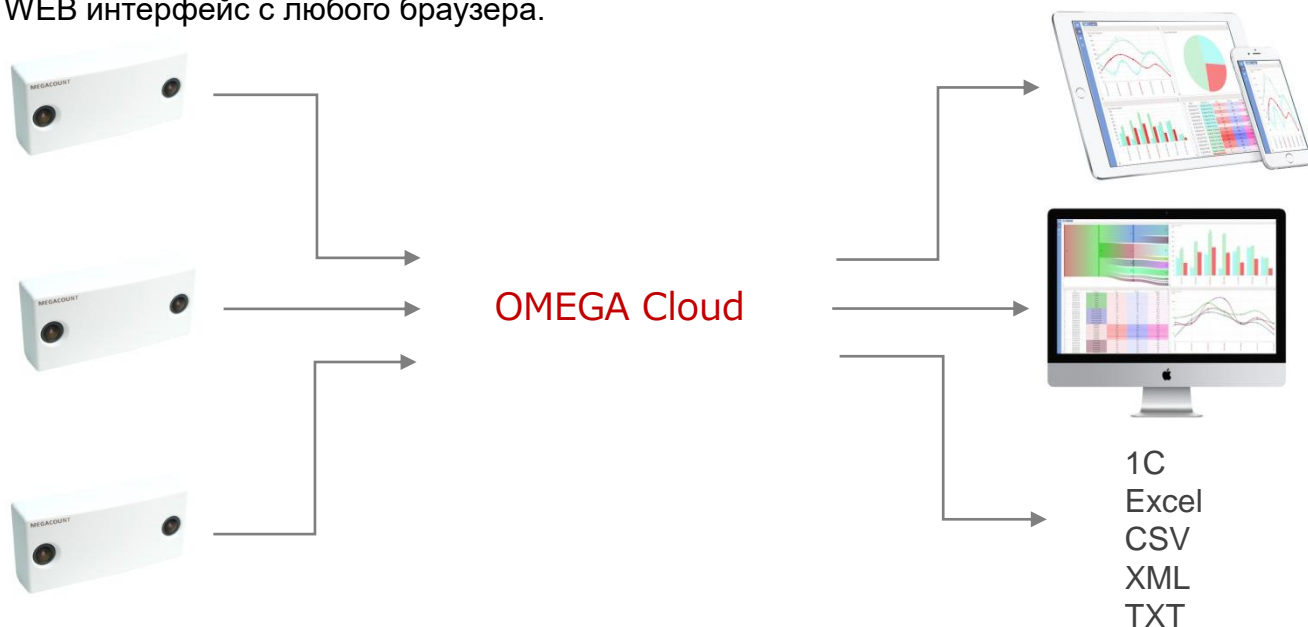 WEB интерфейс с любого браузера.
MEGACOUNT
MEGACOUNT
OMEGA Cloud
MEGACOUNT
1C
Excel
CSV
XML
TXT